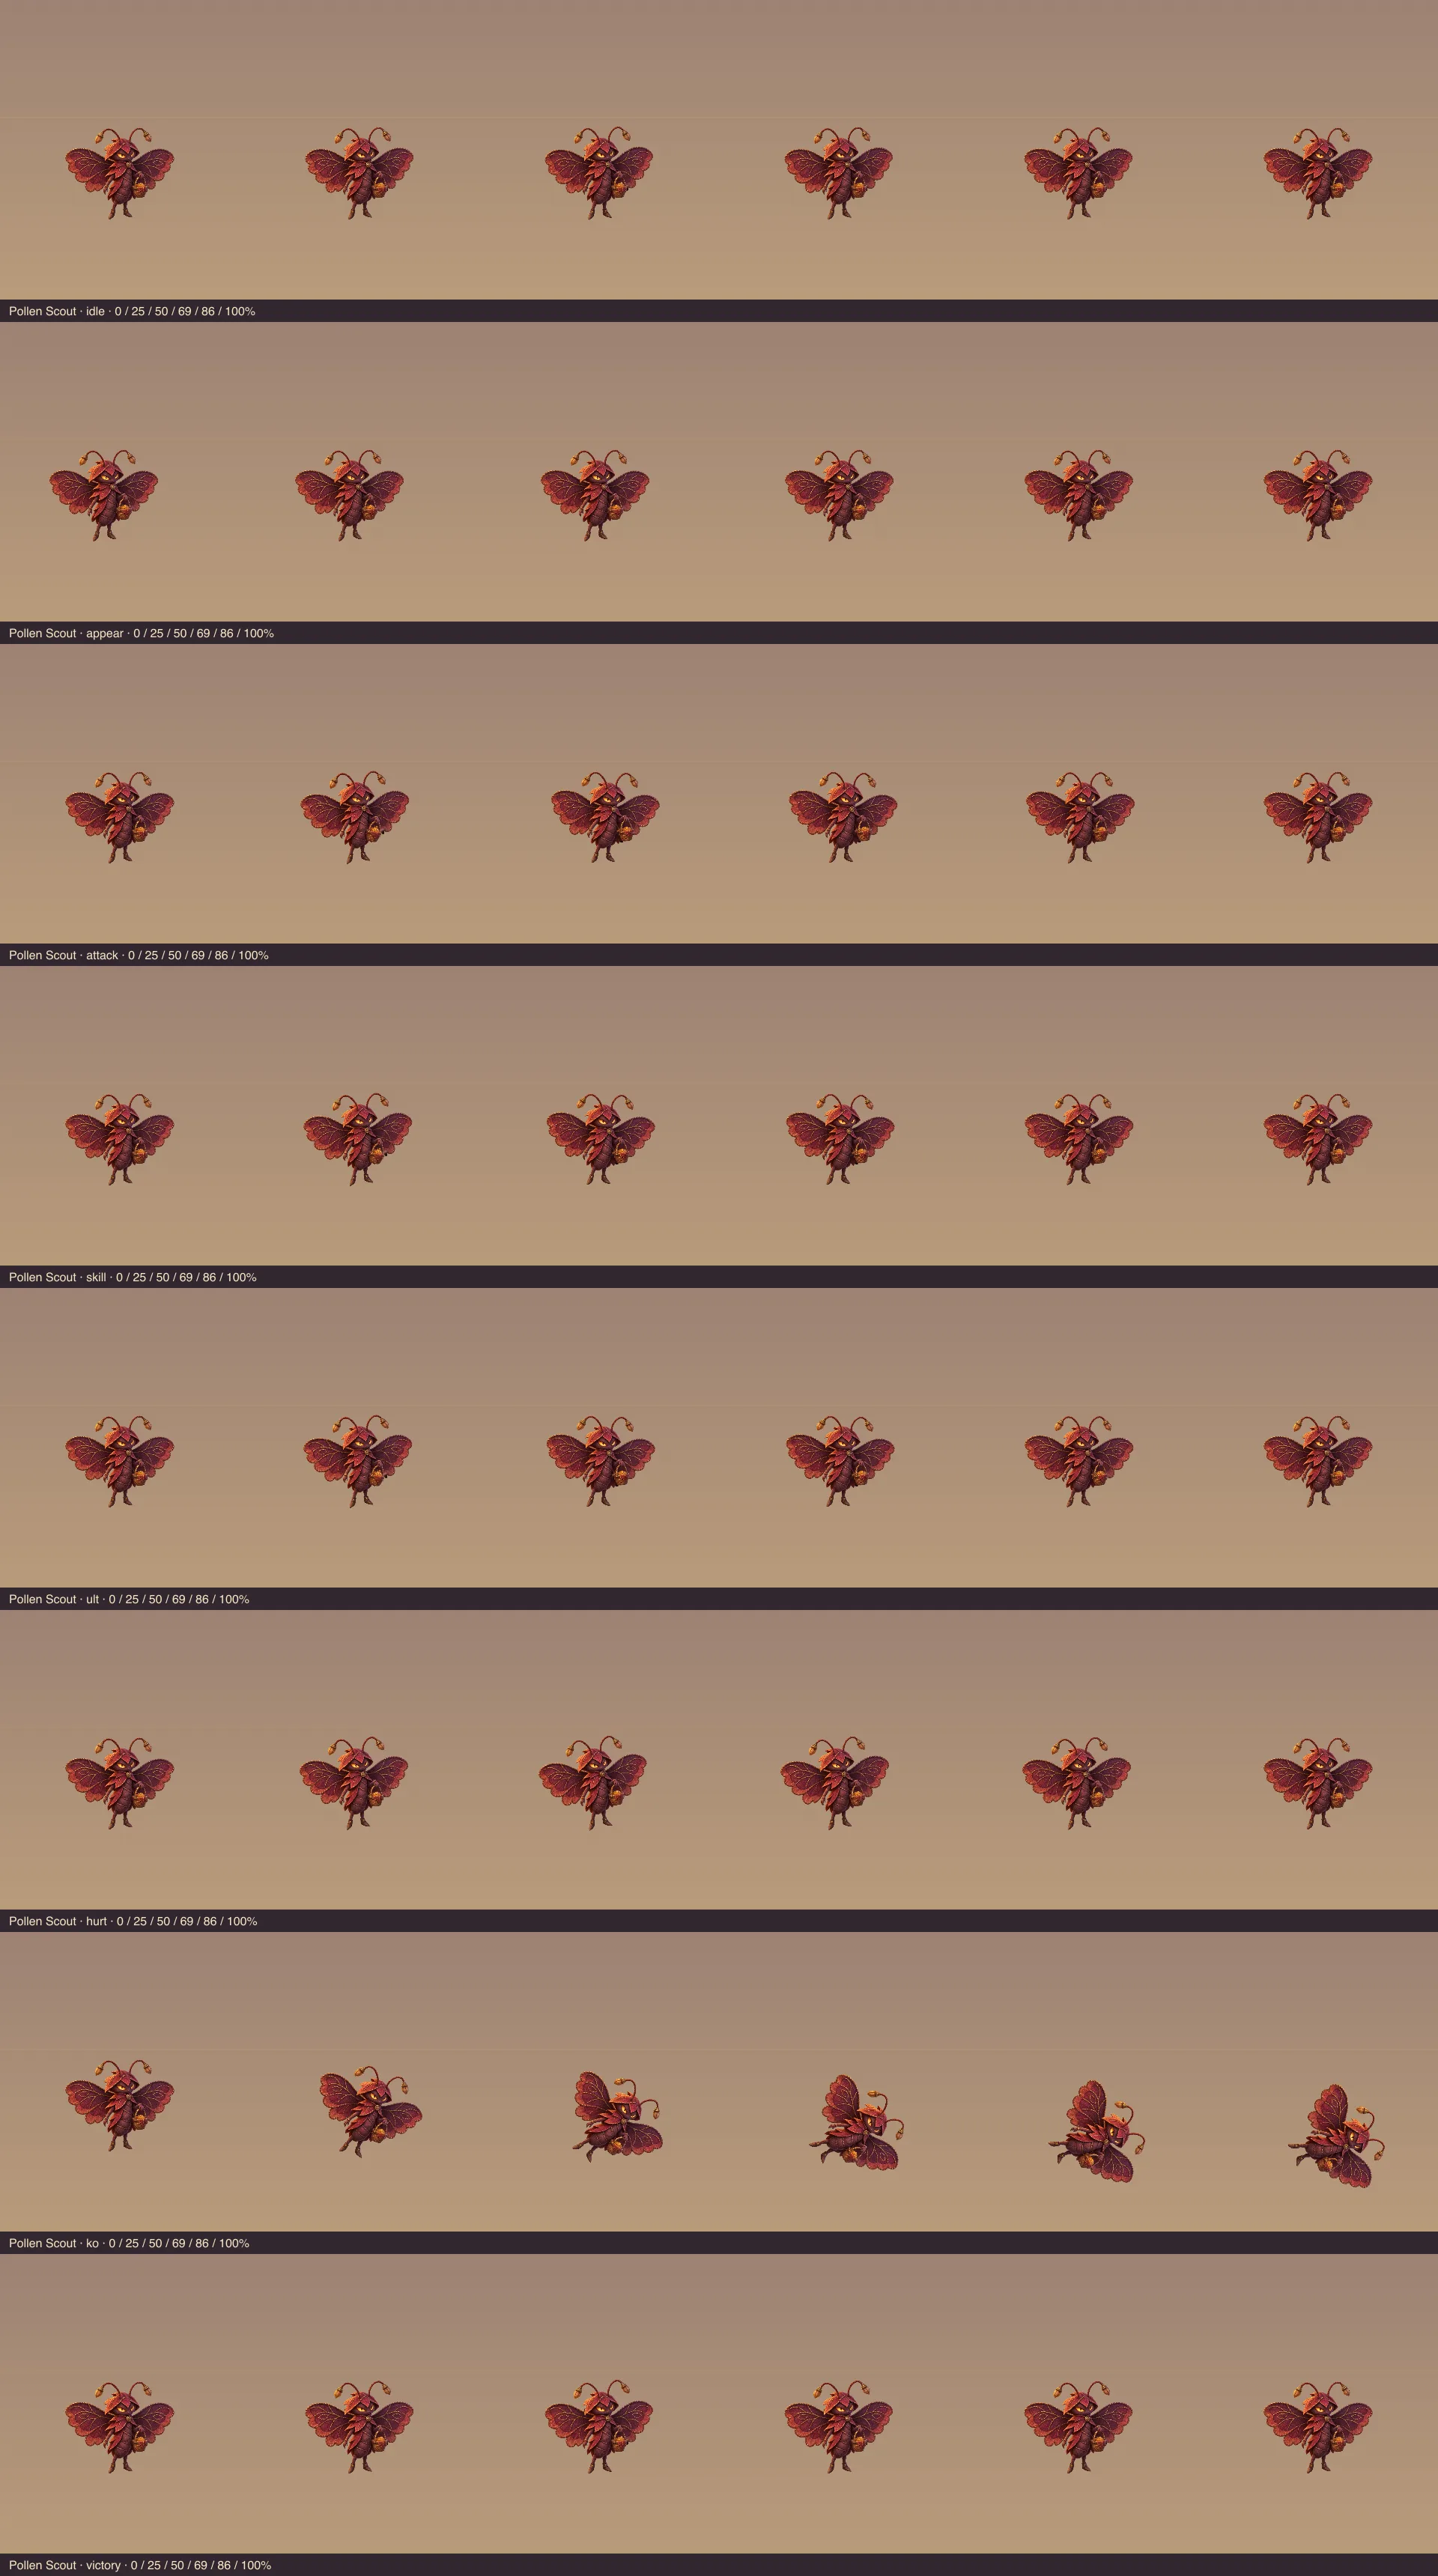 Pollen Scout · idle · 0 / 25 / 50 / 69 / 86 / 100%
Pollen Scout · appear · 0 / 25 / 50 / 69 / 86 / 100%
Pollen Scout · attack · 0 / 25 / 50 / 69 / 86 / 100%
Pollen Scout · skill · 0 / 25 / 50 / 69 / 86 / 100%
Pollen Scout · ult · 0 / 25 / 50 / 69 / 86 / 100%
Pollen Scout · hurt · 0 / 25 / 50 / 69 / 86 / 100%
Pollen Scout · ko · 0 / 25 / 50 / 69 / 86 / 100%
Pollen Scout · victory · 0 / 25 / 50 / 69 / 86 / 100%